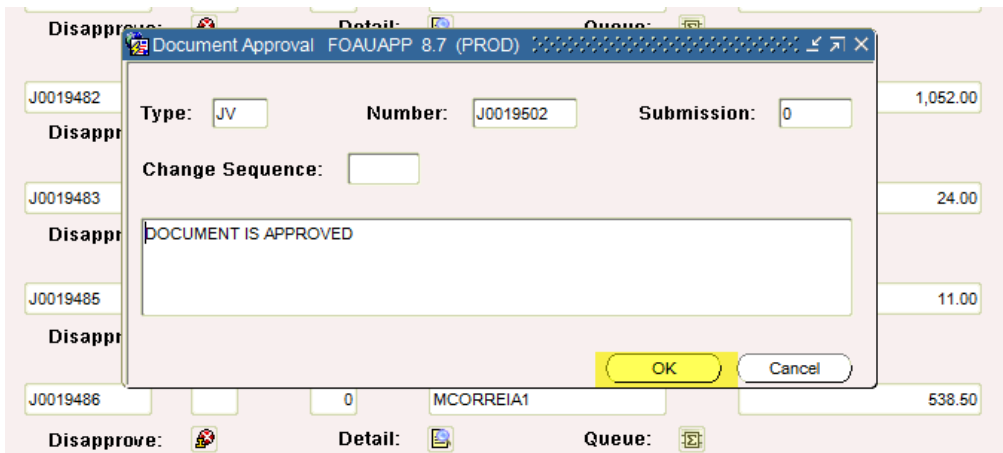 Disapprove: Detail: Queue:
Document Approval FOAUAPP 8.7 (PROD)
J0019482 1,052.00
Type: JV Number: J0019502 Submission: 0
Disappr
Change Sequence:
J0019483 24.00
Disappr DOCUMENT IS APPROVED
J0019485 11.00
Disappr
OK Cancel
J0019486 0 MCORREIA1 538.50
Disapprove: Detail: Queue: